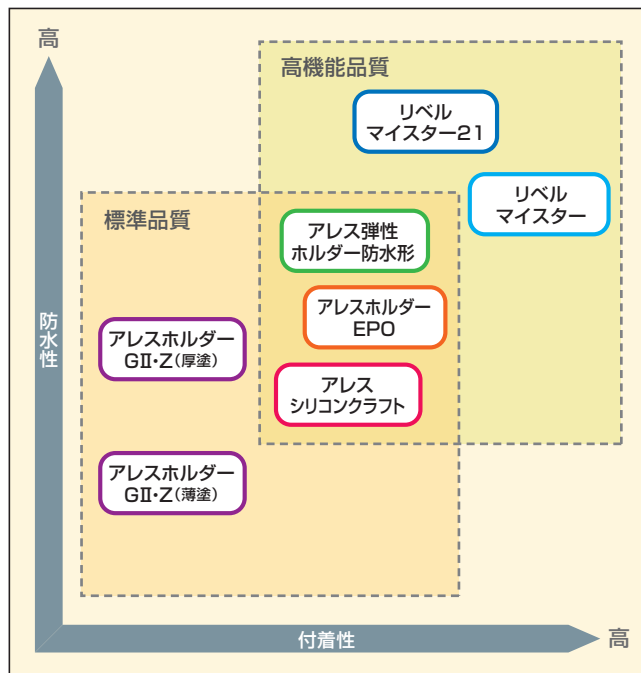 高
高機能品質
リベル
マイスター21
リベル
マイスター
標準品質
アレス弾性
ホルダー防水形
アレスホルダー
EPO
アレスホルダー
GⅡ・Z(厚塗)
アレス
シリコンクラフト
アレスホルダー
GⅡ・Z(薄塗)
防水性
付着性
高